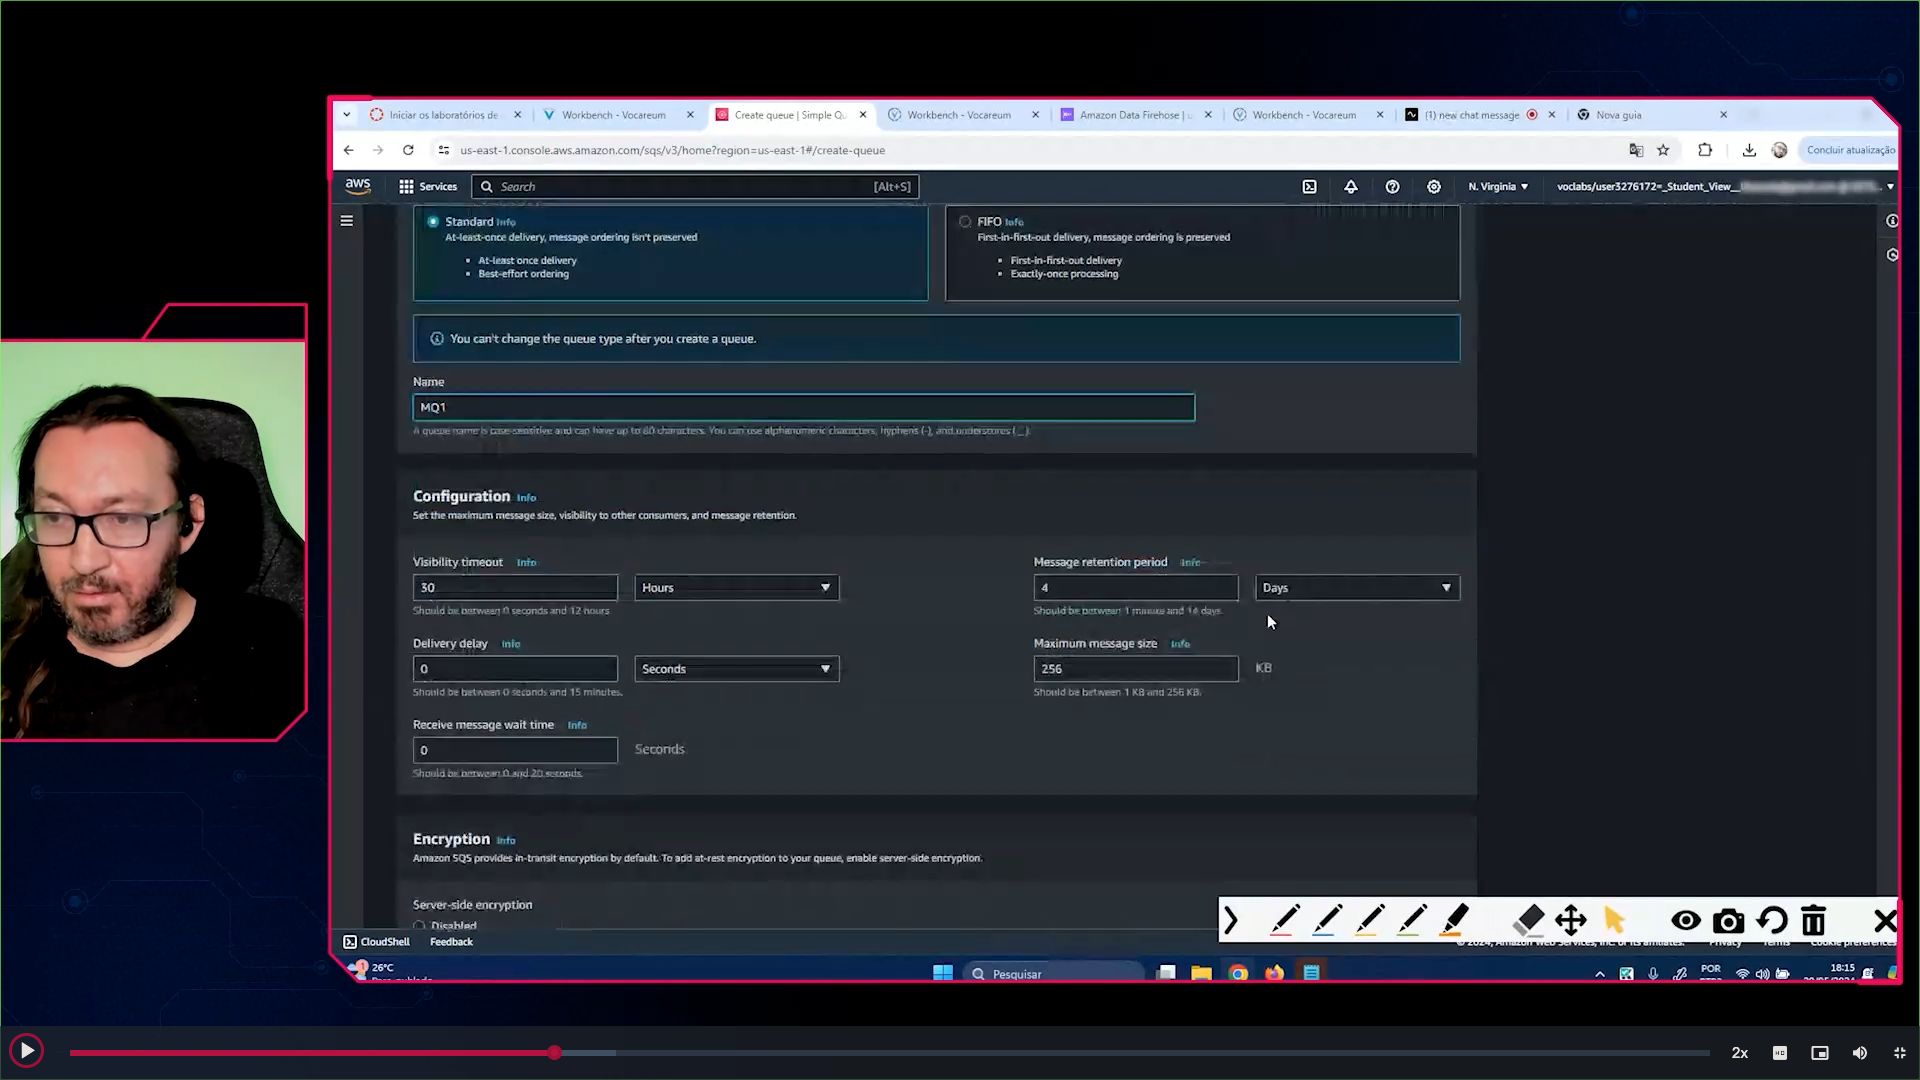 Iniciar os laboratórios de
Workbench - Vocareum
Create queue | Simple Qu
Workbench - Vocareum
Amazon Data Firehose | u
Workbench - Vocareum
(1) new chat message
Nova guia
us-east-1.console.aws.amazon.com/sqs/v3/home?region=us-east-1#/create-queue
Concluir atualização
aws
Services
Search
[Alt+S]
N. Virginia
voclabs/user3276172=_Student_View_
Standard Info
At-least-once delivery, message ordering isn't preserved
At-least once delivery
Best-effort ordering
FIFO Info
First-in-first-out delivery, message ordering is preserved
First-in-first-out delivery
Exactly-once processing
You can't change the queue type after you create a queue.
Name
MQ1
A queue name is case-sensitive and can have up to 80 characters. You can use alphanumeric characters, hyphens (-), and underscores ( _ ).
Configuration Info
Set the maximum message size, visibility to other consumers, and message retention.
Visibility timeout Info
30 Hours
Should be between 0 seconds and 12 hours.
Message retention period Info
4 Days
Should be between 1 minute and 14 days.
Delivery delay Info
0 Seconds
Should be between 0 seconds and 15 minutes.
Maximum message size Info
256 KB
Should be between 1 KB and 256 KB.
Receive message wait time Info
0 Seconds
Should be between 0 and 20 seconds.
Encryption Info
Amazon SQS provides in-transit encryption by default. To add at-rest encryption to your queue, enable server-side encryption.
Server-side encryption
Disabled
CloudShell
Feedback
© 2024, Amazon Web Services, Inc. or its affiliates.
Privacy
Terms
Cookie preferences
26°C
Pesquisar
POR
18:15
2x